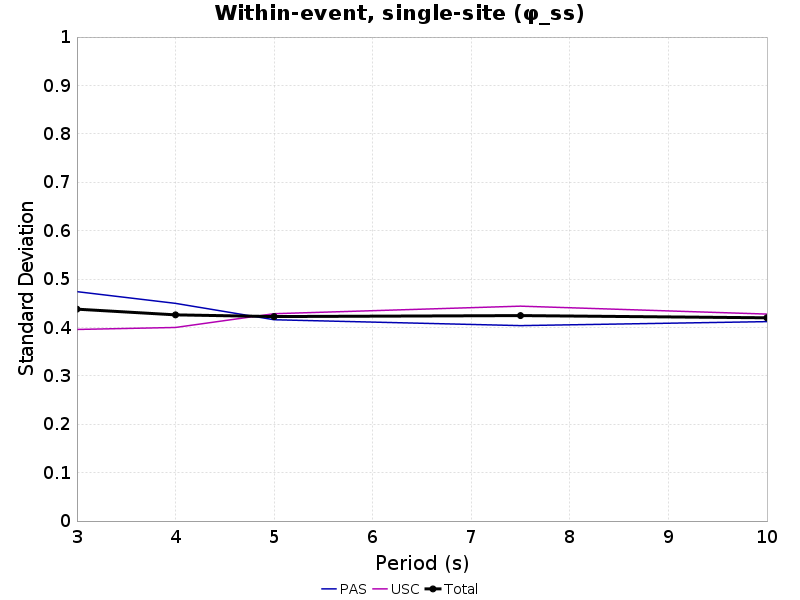 Within-event, single-site (φ_ss)
1
0.9
0.8
0.7
0.6
0.5
0.4
0.3
0.2
0.1
0
Standard Deviation
3 4 5 6 7 8 9 10
Period (s)
PAS USC Total